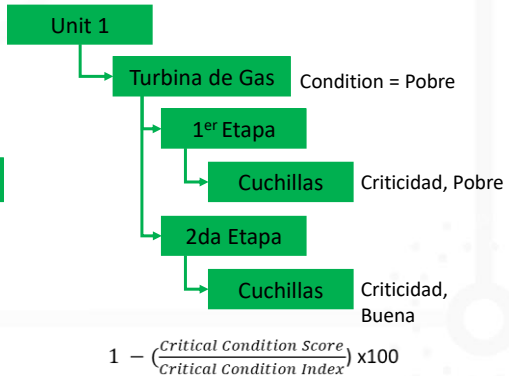 Unit 1
Turbina de Gas
Condition = Pobre
1er Etapa
Cuchillas
Criticidad, Pobre
2da Etapa
Cuchillas
Criticidad,
Buena
1 − (Critical Condition Score / Critical Condition Index) x100